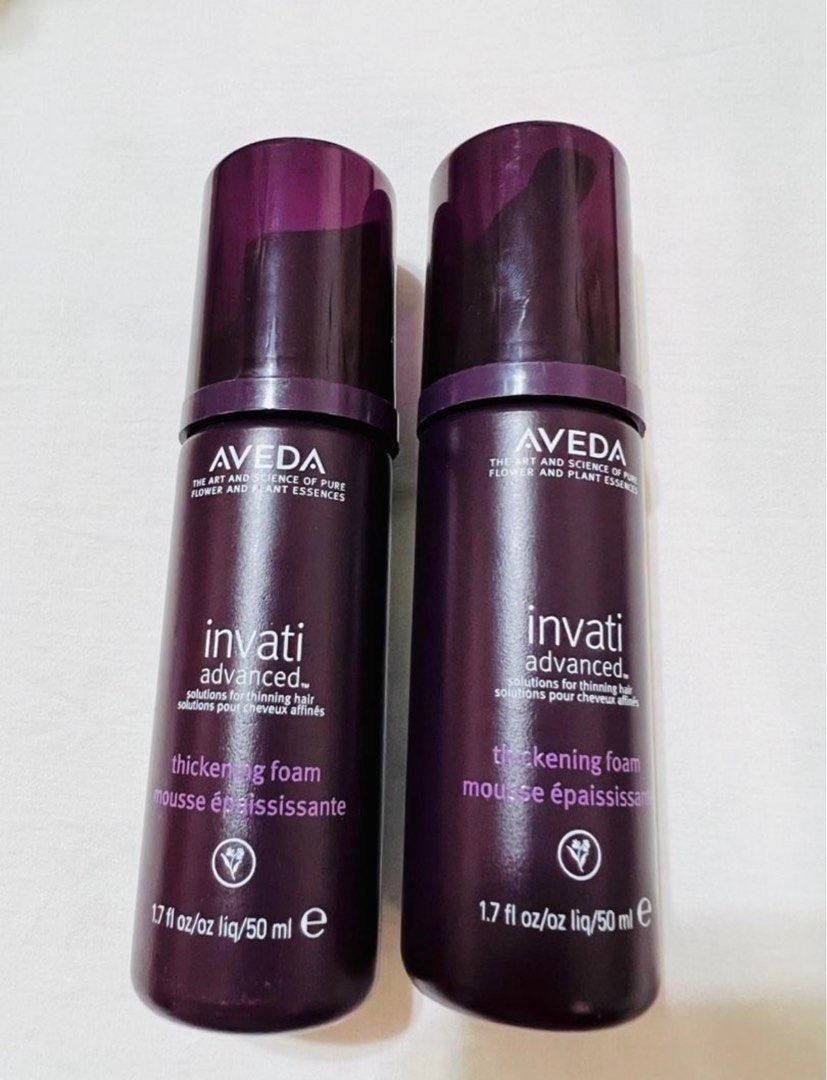 AVEDA
THE ART AND SCIENCE OF PURE
FLOWER AND PLANT ESSENCES
invati
advanced™
solutions for thinning hair
solutions pour cheveux affinés
thickening foam
mousse épaississante
1.7 fl oz/oz liq/50 ml e
AVEDA
THE ART AND SCIENCE OF PURE
FLOWER AND PLANT ESSENCES
invati
advanced™
solutions for thinning hair
solutions pour cheveux affinés
thickening foam
mousse épaississante
1.7 fl oz/oz liq/50 ml e